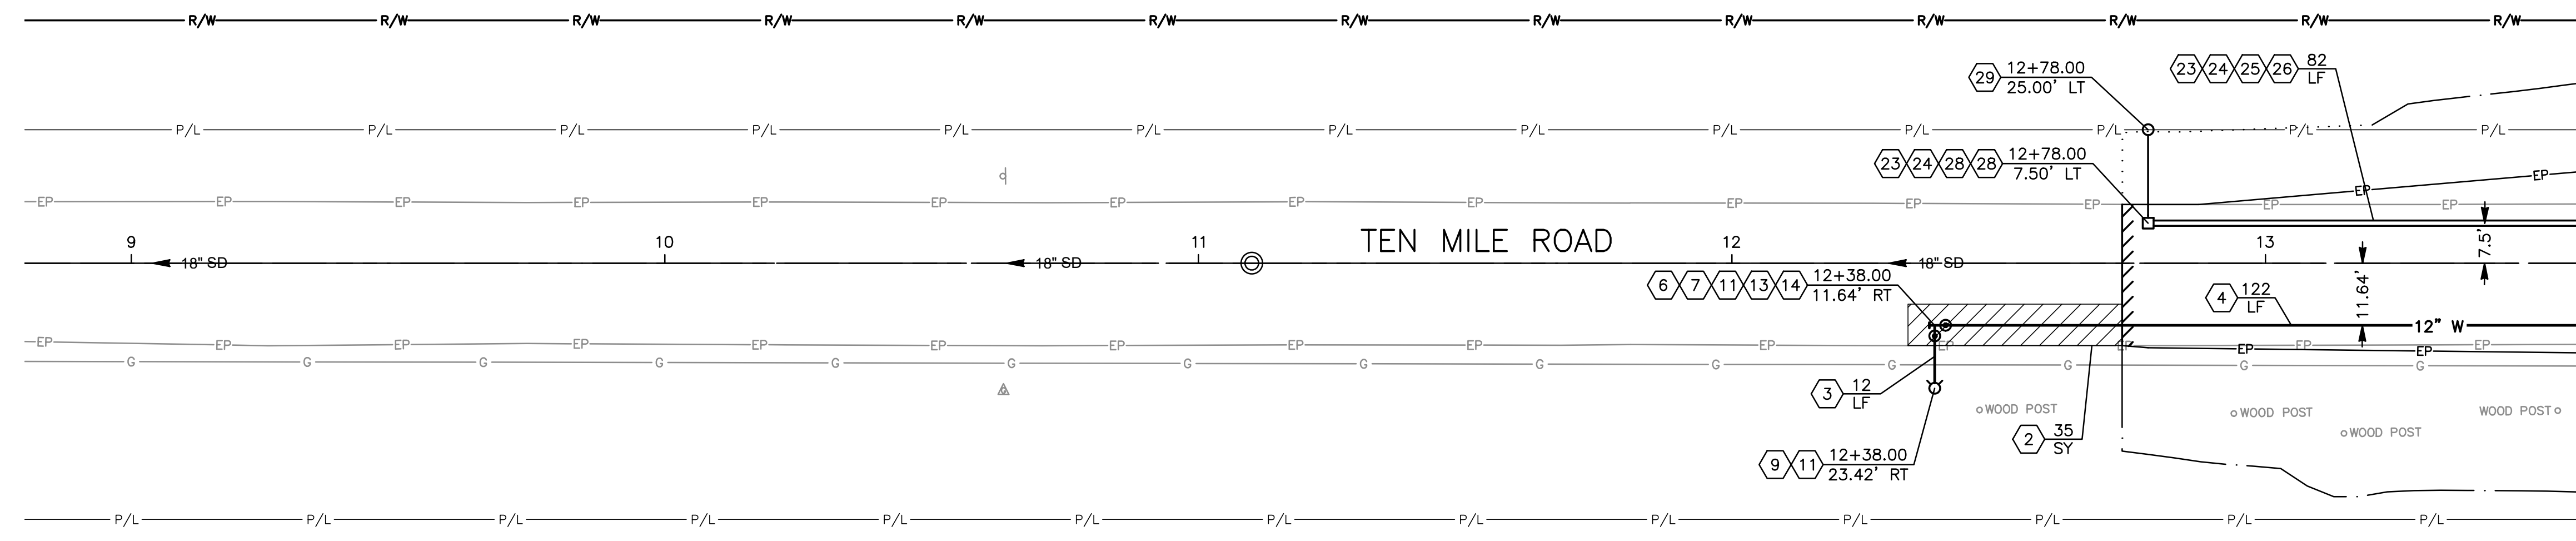 R/W R/W R/W R/W R/W R/W R/W R/W R/W R/W R/W R/W R/W
29 12+78.00
25.00' LT
23 24 25 26 82
LF
P/L P/L P/L P/L P/L P/L P/L P/L P/L P/L P/L P/L P/L
23 24 28 28 12+78.00
7.50' LT
EP EP
EP EP EP EP EP EP EP EP EP EP EP EP EP EP
9 10 11 TEN MILE ROAD 12 13
7.5'
18" SD 18" SD 18" SD
6 7 11 13 14 12+38.00
11.64' RT
11.64'
4 122
LF
12" W
EP EP EP EP EP EP EP EP EP EP EP EP EP EP
EP EP
G G G G G G G G G G G G G G
3 12
LF
WOOD POST WOOD POST WOOD POST
WOOD POST
2 35
SY
9 11 12+38.00
23.42' RT
P/L P/L P/L P/L P/L P/L P/L P/L P/L P/L P/L P/L P/L